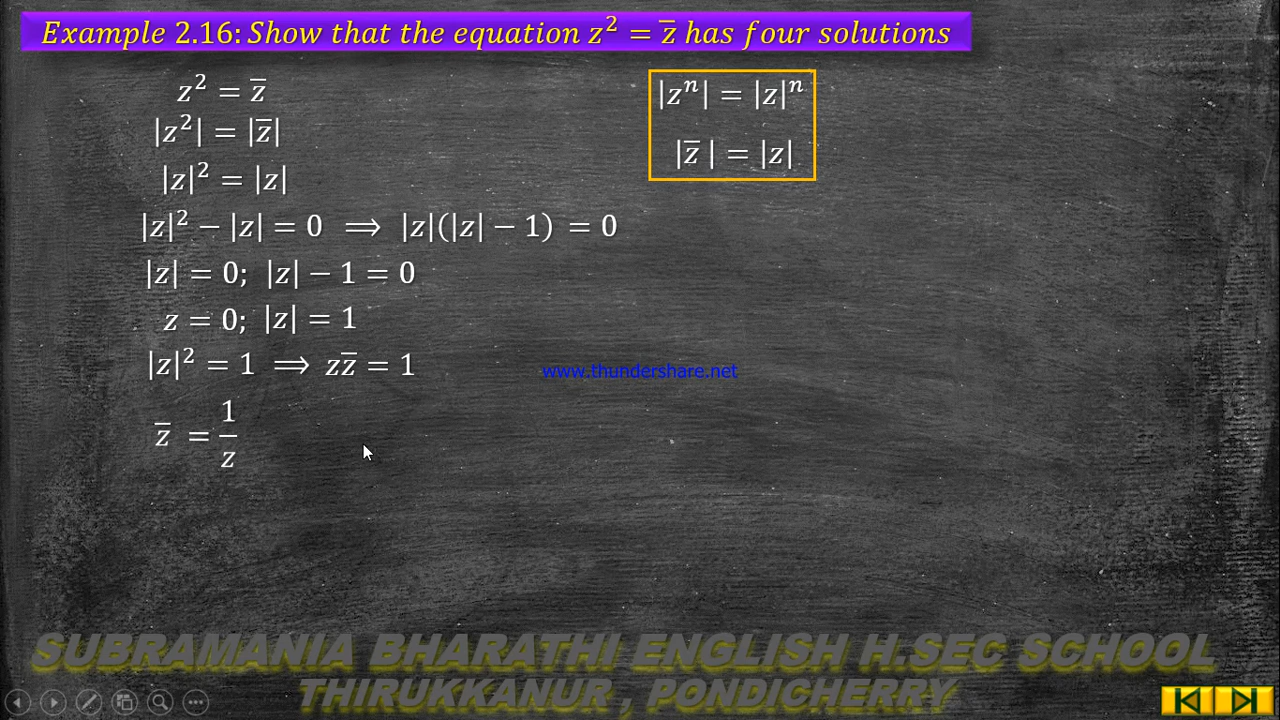 Example 2.16: Show that the equation z² = z̅ has four solutions
z² = z̅
|z²| = |z̅|
|z|² = |z|
|z|² − |z| = 0 ⟹ |z|(|z| − 1) = 0
|z| = 0; |z| − 1 = 0
z = 0; |z| = 1
|z|² = 1 ⟹ zz̅ = 1
z̅ = 1/z
|zⁿ| = |z|ⁿ
|z̅ | = |z|
www.thundershare.net
SUBRAMANIA BHARATHI ENGLISH H.SEC SCHOOL
THIRUKKANUR , PONDICHERRY